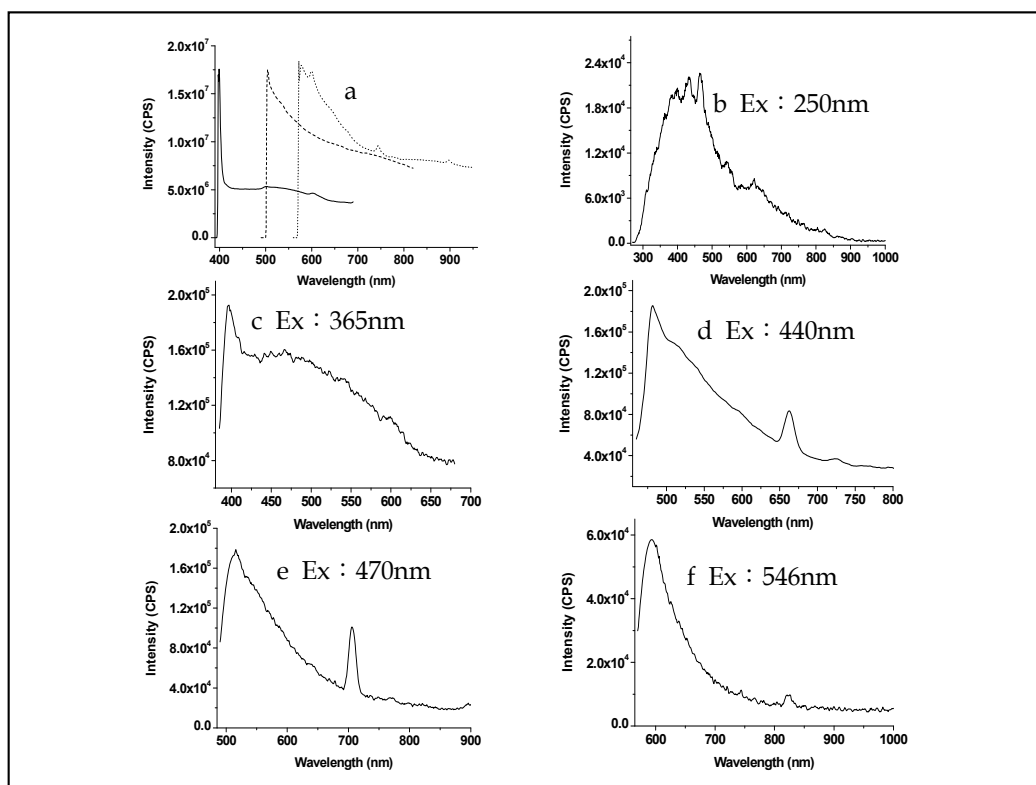 2.0x10⁷
1.5x10⁷
1.0x10⁷
5.0x10⁶
0.0
Intensity (CPS)
a
400 500 600 700 800 900
Wavelength (nm)
2.4x10⁴
1.8x10⁴
1.2x10⁴
6.0x10³
0.0
Intensity (CPS)
b Ex：250nm
300 400 500 600 700 800 900 1000
Wavelength (nm)
2.0x10⁵
1.6x10⁵
1.2x10⁵
8.0x10⁴
Intensity (CPS)
c Ex：365nm
400 450 500 550 600 650 700
Wavelength (nm)
2.0x10⁵
1.6x10⁵
1.2x10⁵
8.0x10⁴
4.0x10⁴
Intensity (CPS)
d Ex：440nm
500 550 600 650 700 750 800
Wavelength (nm)
2.0x10⁵
1.6x10⁵
1.2x10⁵
8.0x10⁴
4.0x10⁴
0.0
Intensity (CPS)
e Ex：470nm
500 600 700 800 900
Wavelength (nm)
6.0x10⁴
4.0x10⁴
2.0x10⁴
0.0
Intensity (CPS)
f Ex：546nm
600 700 800 900 1000
Wavelength (nm)